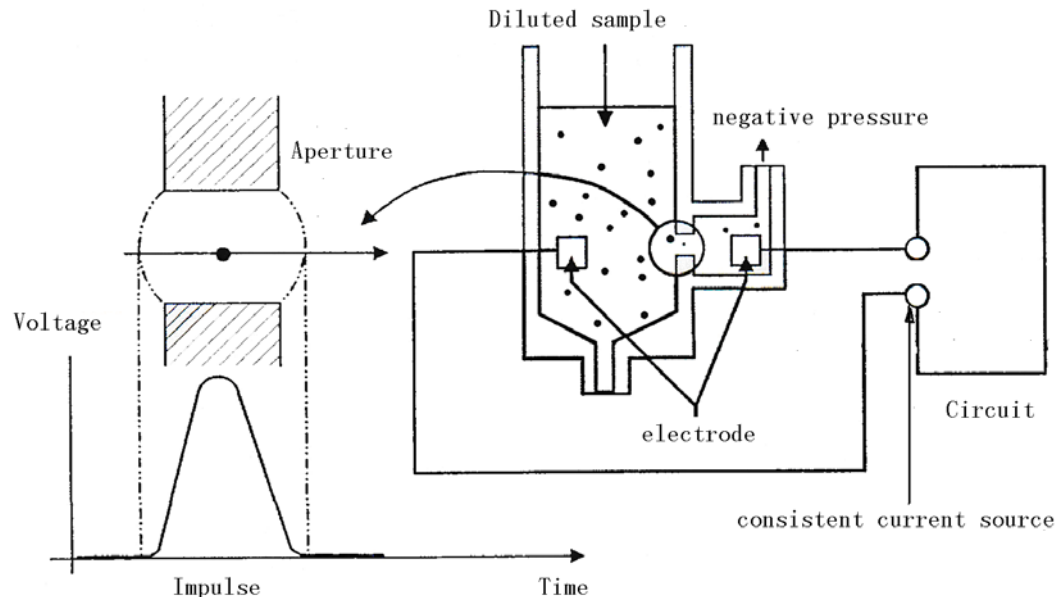 Diluted sample
negative pressure
Aperture
Voltage
electrode
Circuit
consistent current source
Impulse
Time